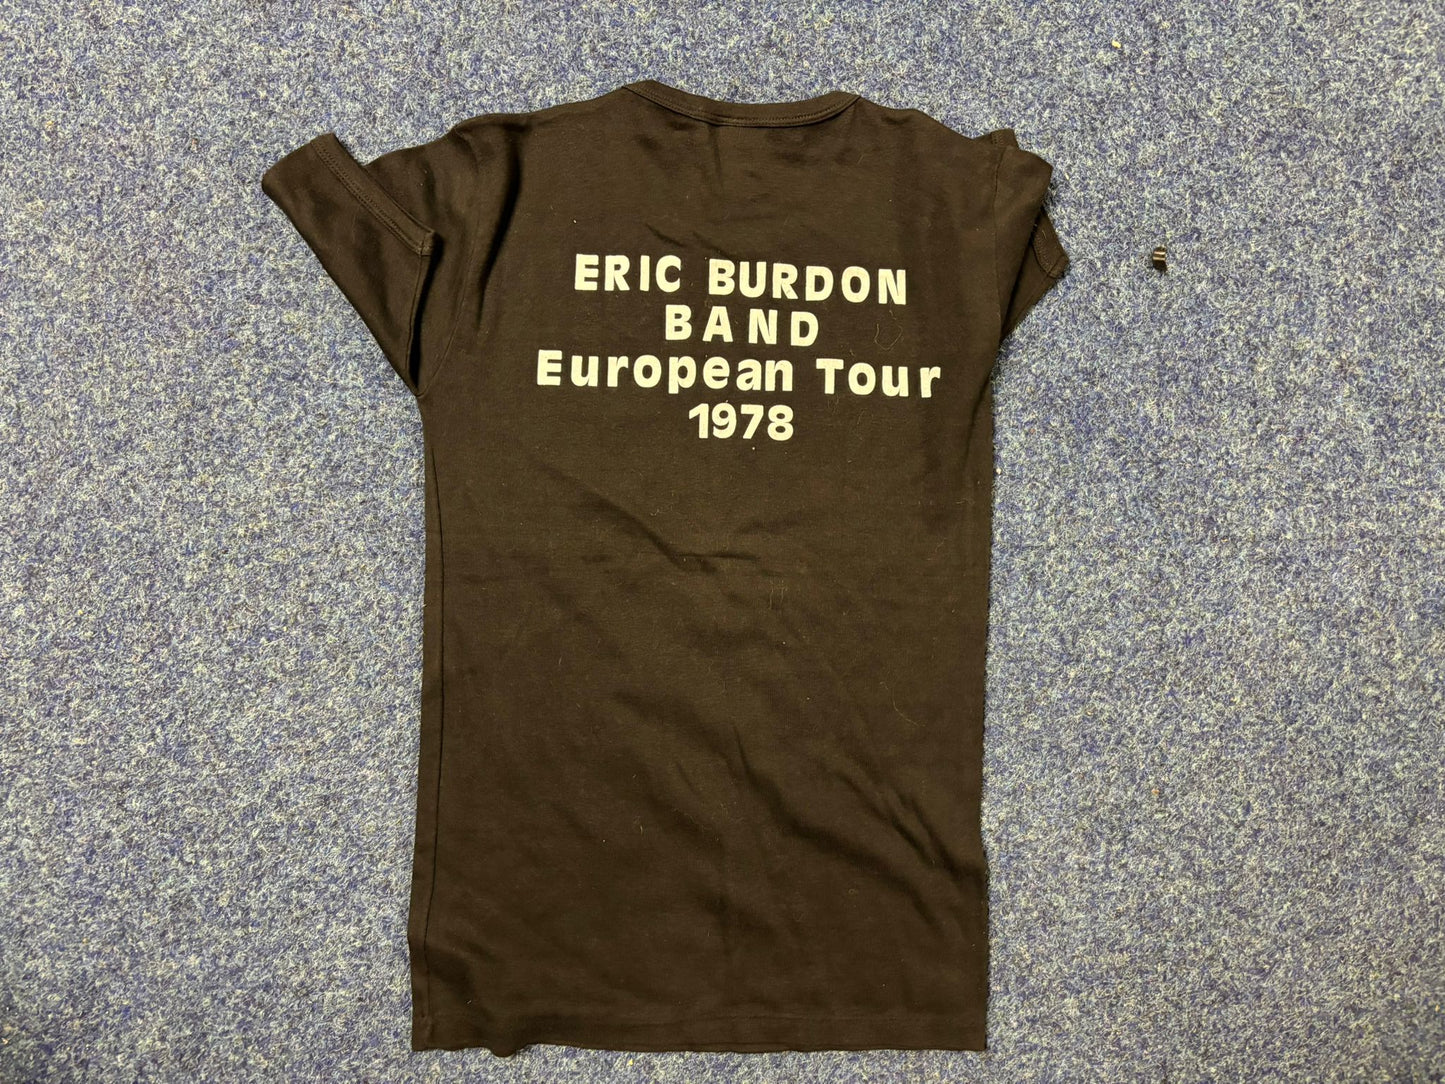 ERIC BURDON
BAND
European Tour
1978